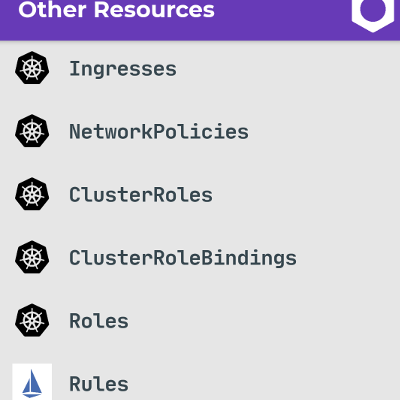 Other Resources
Ingresses
NetworkPolicies
ClusterRoles
ClusterRoleBindings
Roles
Rules